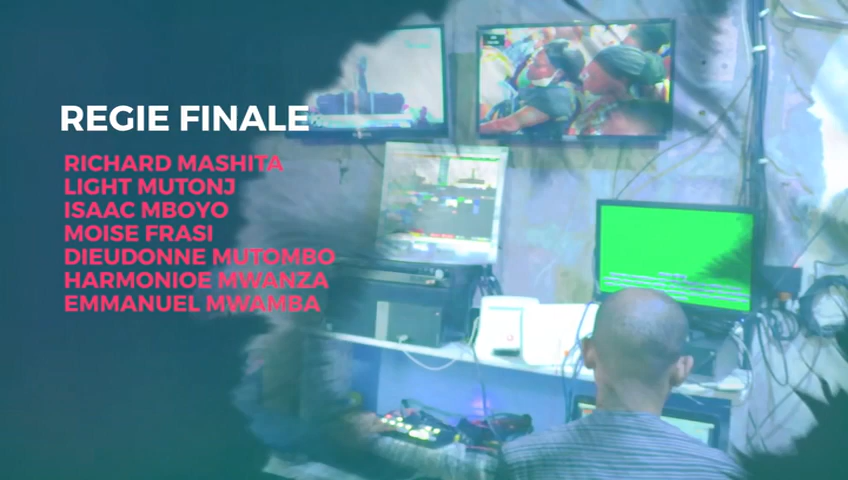 REGIE FINALE
RICHARD MASHITA
LIGHT MUTONJ
ISAAC MBOYO
MOISE FRASI
DIEUDONNE MUTOMBO
HARMONIOE MWANZA
EMMANUEL MWAMBA